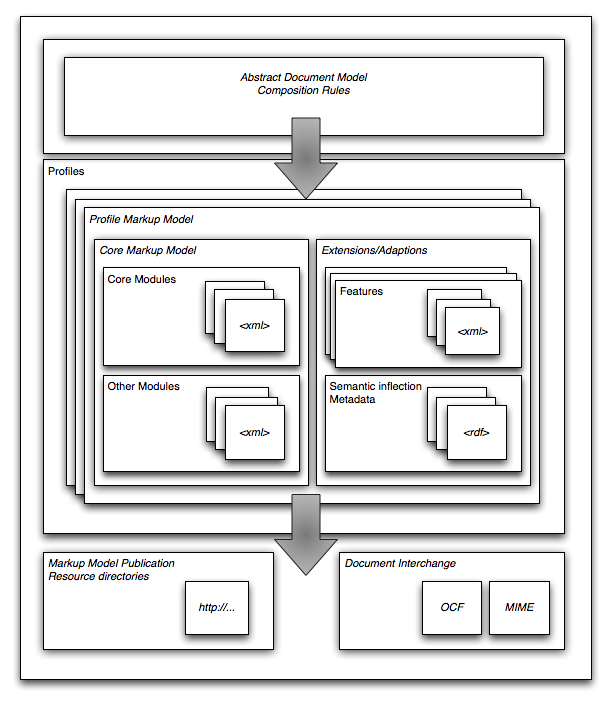 Abstract Document Model
Composition Rules
Profiles
Profile Markup Model
Core Markup Model
Core Modules
<xml>
Other Modules
<xml>
Extensions/Adaptions
Features
<xml>
Semantic inflection
Metadata
<rdf>
Markup Model Publication
Resource directories
http://...
Document Interchange
OCF
MIME